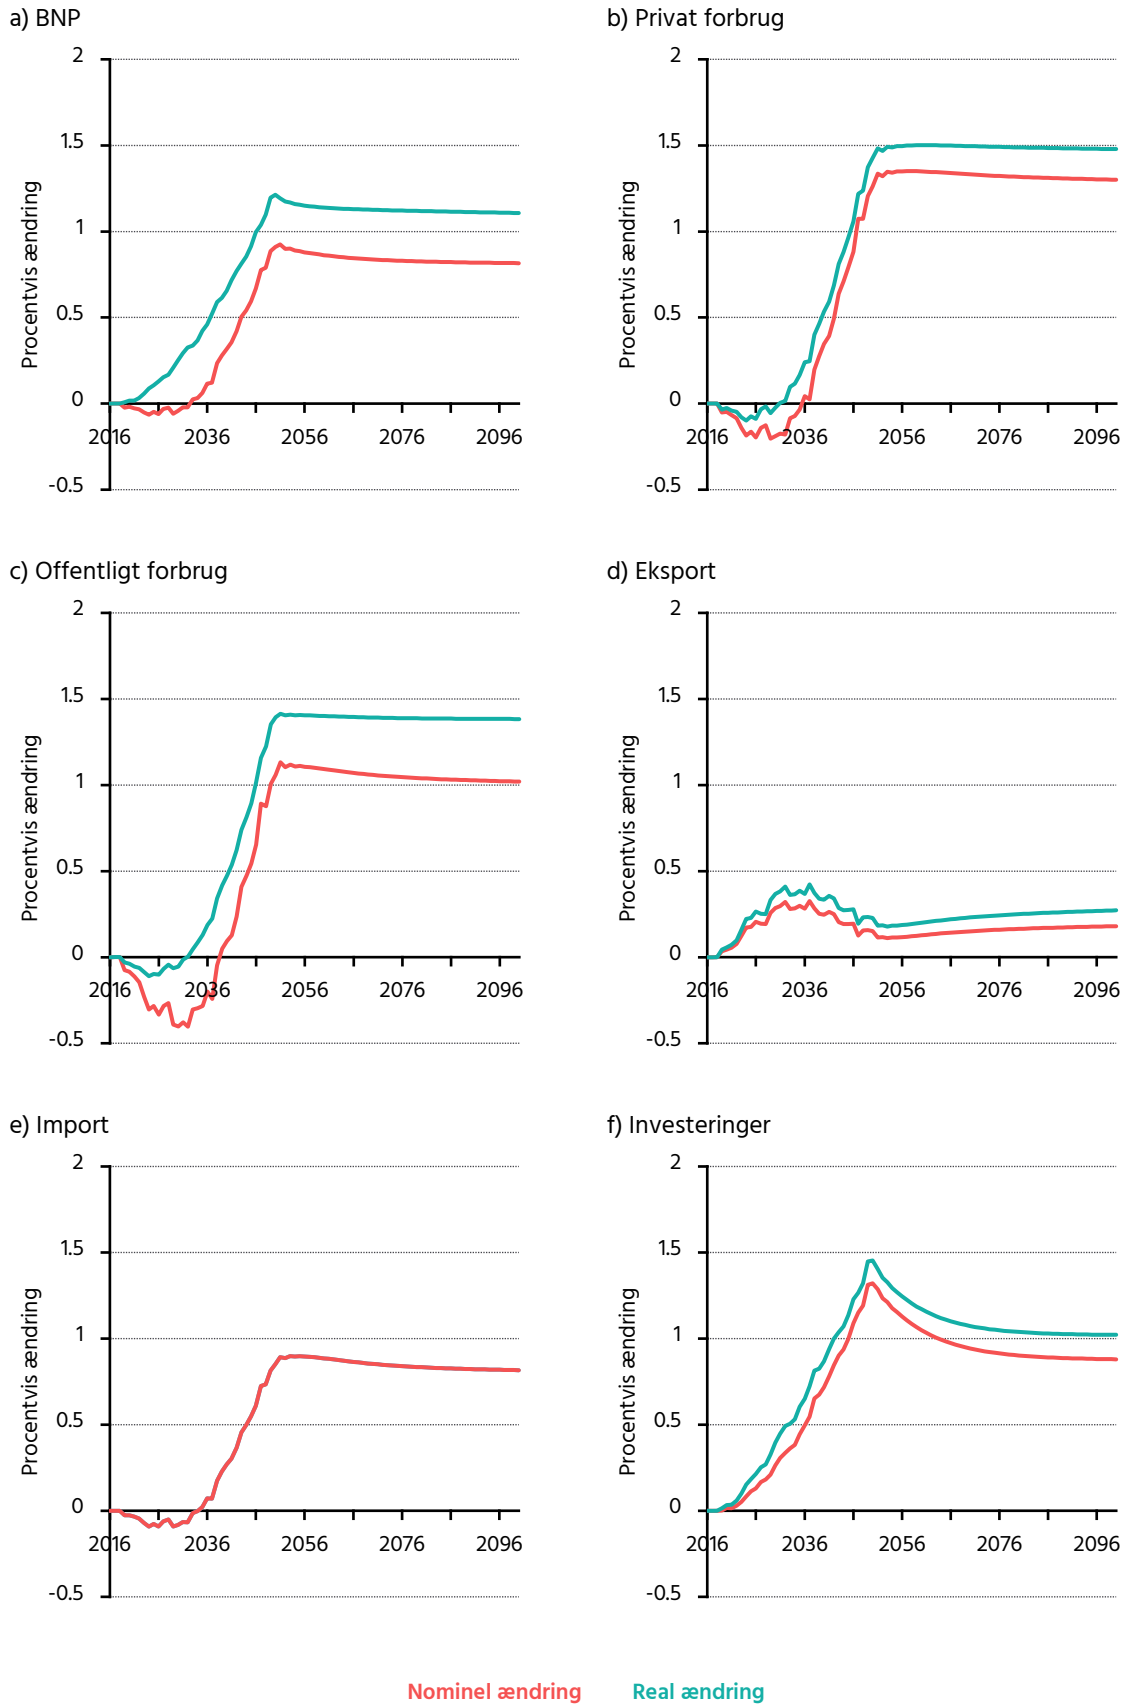 a) BNP
b) Privat forbrug
Procentvis ændring
2
1.5
1
0.5
0
-0.5
2016 2036 2056 2076 2096
Procentvis ændring
2
1.5
1
0.5
0
-0.5
2016 2036 2056 2076 2096
c) Offentligt forbrug
d) Eksport
Procentvis ændring
2
1.5
1
0.5
0
-0.5
2016 2036 2056 2076 2096
Procentvis ændring
2
1.5
1
0.5
0
-0.5
2016 2036 2056 2076 2096
e) Import
f) Investeringer
Procentvis ændring
2
1.5
1
0.5
0
-0.5
2016 2036 2056 2076 2096
Procentvis ændring
2
1.5
1
0.5
0
-0.5
2016 2036 2056 2076 2096
Nominel ændring Real ændring